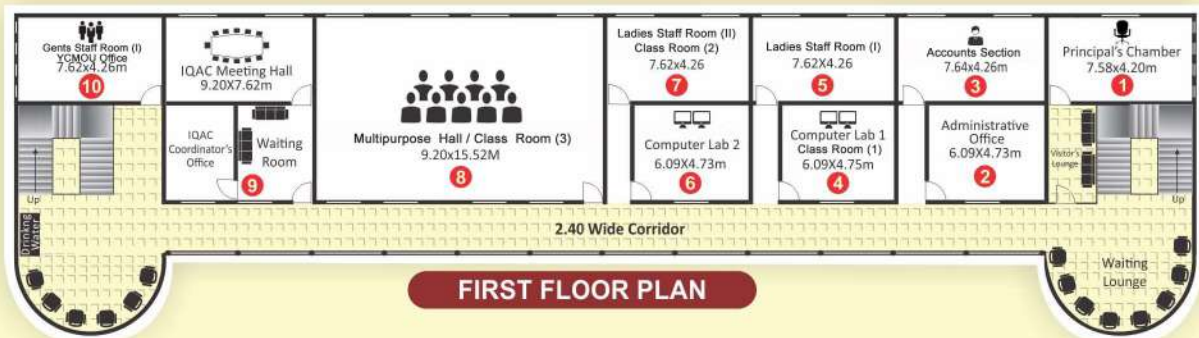 Gents Staff Room (I)
YCMOU Office
7.62x4.26m
10
IQAC Meeting Hall
9.20X7.62m
IQAC
Coordinator's
Office
Waiting
Room
9
Multipurpose Hall / Class Room (3)
9.20x15.52M
8
Ladies Staff Room (II)
Class Room (2)
7.62x4.26
7
Computer Lab 2
6.09X4.73m
6
Ladies Staff Room (I)
7.62X4.26
5
Computer Lab 1
Class Room (1)
6.09X4.75m
4
Accounts Section
7.64x4.26m
3
Administrative
Office
6.09X4.73m
2
Principal's Chamber
7.58x4.20m
1
Visitor's
Lounge
Up
Up
Drinkng
Water
2.40 Wide Corridor
Waiting
Lounge
FIRST FLOOR PLAN